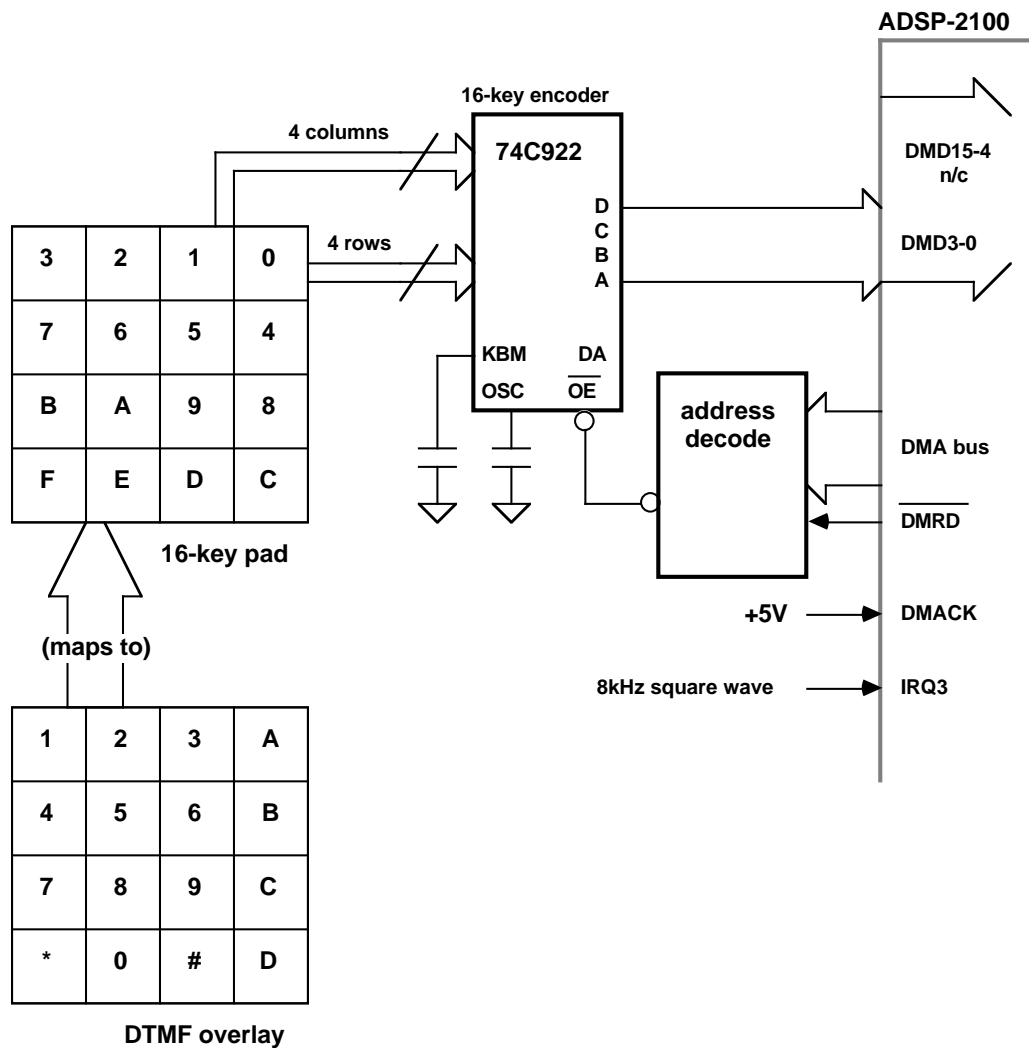 ADSP-2100
16-key encoder
4 columns
74C922
DMD15-4
n/c
D
C
B
A
DMD3-0
4 rows
3 2 1 0
7 6 5 4
B A 9 8
F E D C
KBM DA
OSC OE
address
decode
DMA bus
DMRD
16-key pad
+5V
DMACK
(maps to)
8kHz square wave
IRQ3
1 2 3 A
4 5 6 B
7 8 9 C
* 0 # D
DTMF overlay